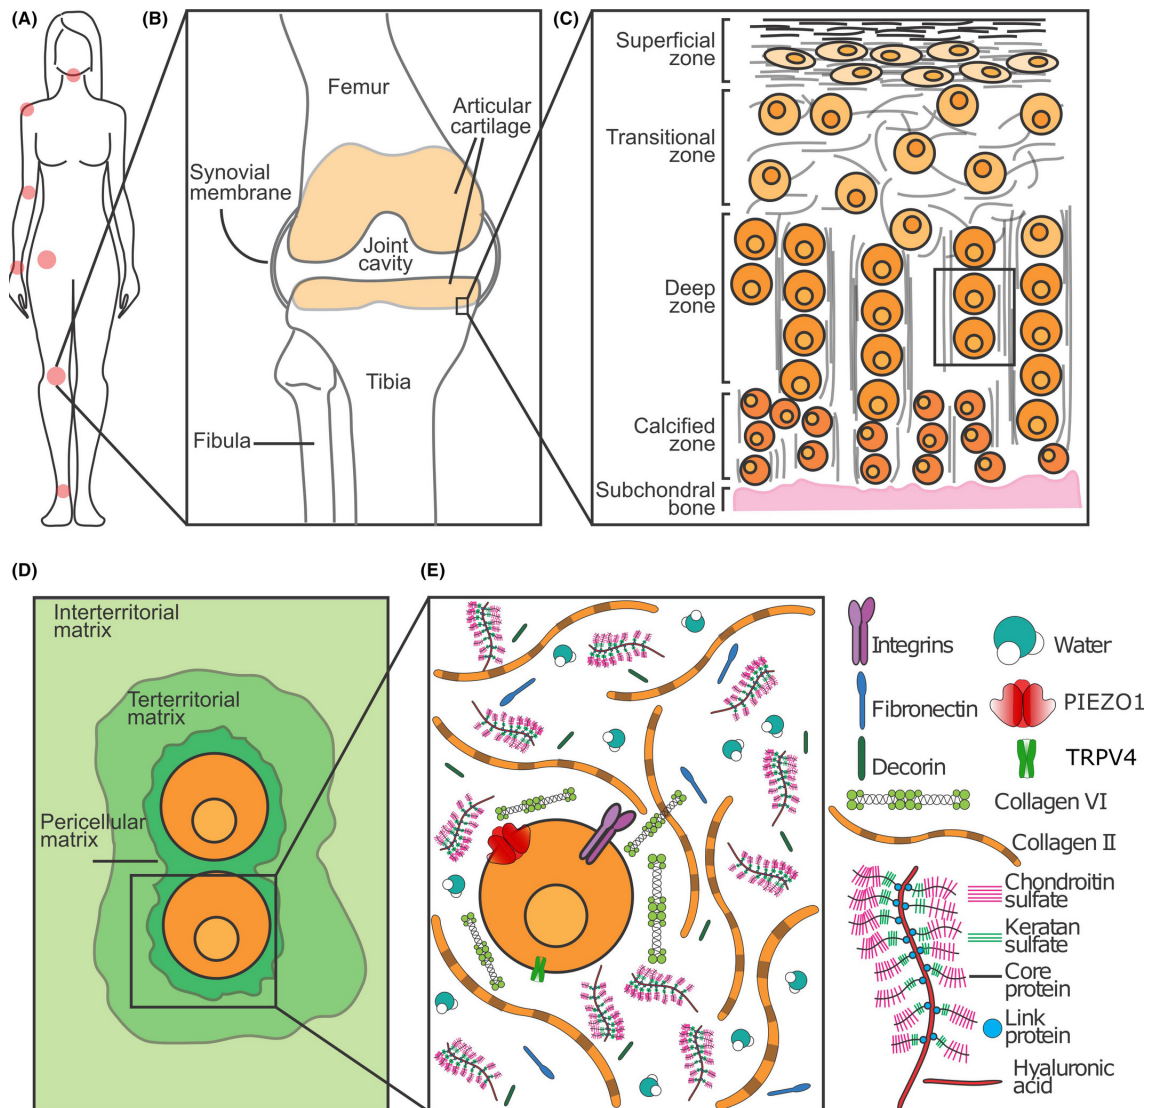 (A)
(B)
(C)
Femur
Articular
cartilage
Synovial
membrane
Joint
cavity
Tibia
Fibula
Superficial
zone
Transitional
zone
Deep
zone
Calcified
zone
Subchondral
bone
(D)
(E)
Interterritorial
matrix
Terterritorial
matrix
Pericellular
matrix
Integrins
Water
Fibronectin
PIEZO1
Decorin
TRPV4
Collagen VI
Collagen II
Chondroitin
sulfate
Keratan
sulfate
Core
protein
Link
protein
Hyaluronic
acid